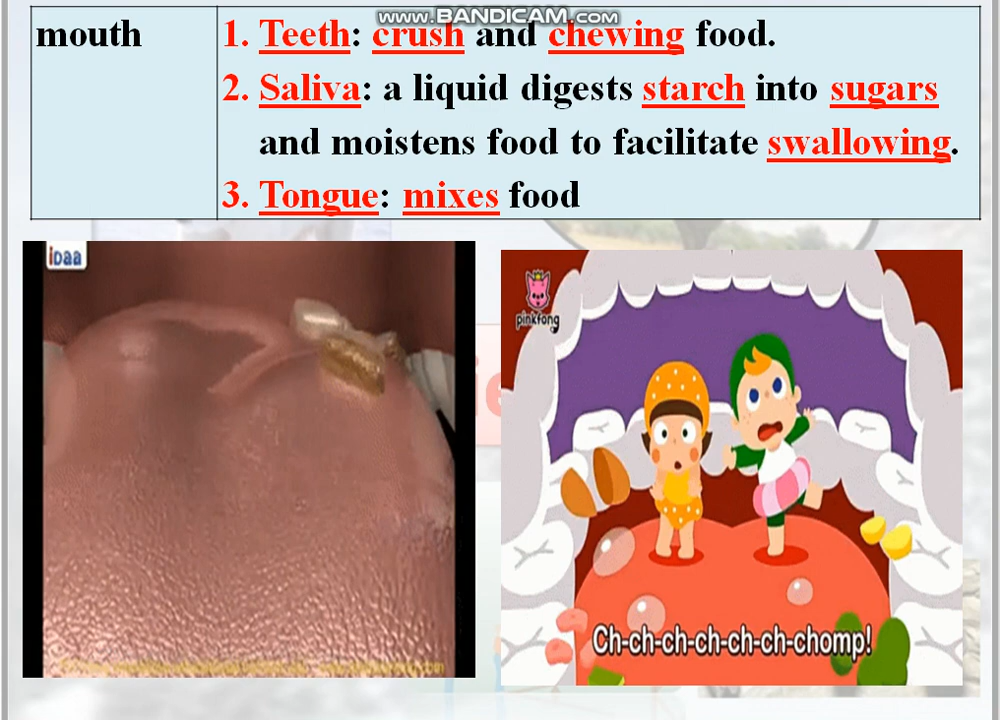 www.BANDICAM.com
mouth
1. Teeth: crush and chewing food.
2. Saliva: a liquid digests starch into sugars
and moistens food to facilitate swallowing.
3. Tongue: mixes food
iDaa
pinkfong
Ch-ch-ch-ch-ch-ch-chomp!